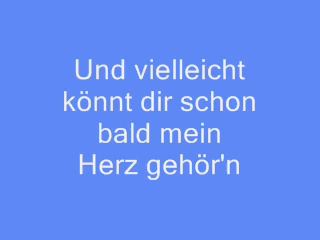 Und vielleicht
könnt dir schon
bald mein
Herz gehör'n